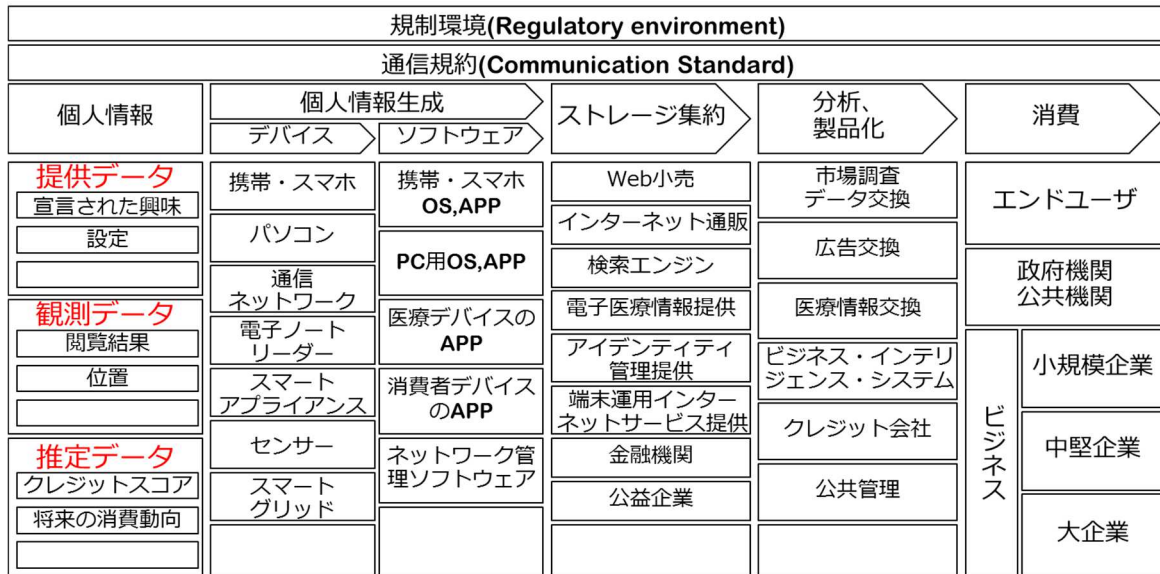 規制環境(Regulatory environment)
通信規約(Communication Standard)
個人情報
個人情報生成
デバイス
ソフトウェア
ストレージ集約
分析、
製品化
消費
提供データ
宣言された興味
設定
観測データ
閲覧結果
位置
推定データ
クレジットスコア
将来の消費動向
携帯・スマホ
パソコン
通信
ネットワーク
電子ノート
リーダー
スマート
アプライアンス
センサー
スマート
グリッド
携帯・スマホ
OS,APP
PC用OS,APP
医療デバイスの
APP
消費者デバイス
のAPP
ネットワーク管
理ソフトウェア
Web小売
インターネット通販
検索エンジン
電子医療情報提供
アイデンティティ
管理提供
端末運用インター
ネットサービス提供
金融機関
公益企業
市場調査
データ交換
広告交換
医療情報交換
ビジネス・インテリ
ジェンス・システム
クレジット会社
公共管理
エンドユーザ
政府機関
公共機関
ビジネス
小規模企業
中堅企業
大企業